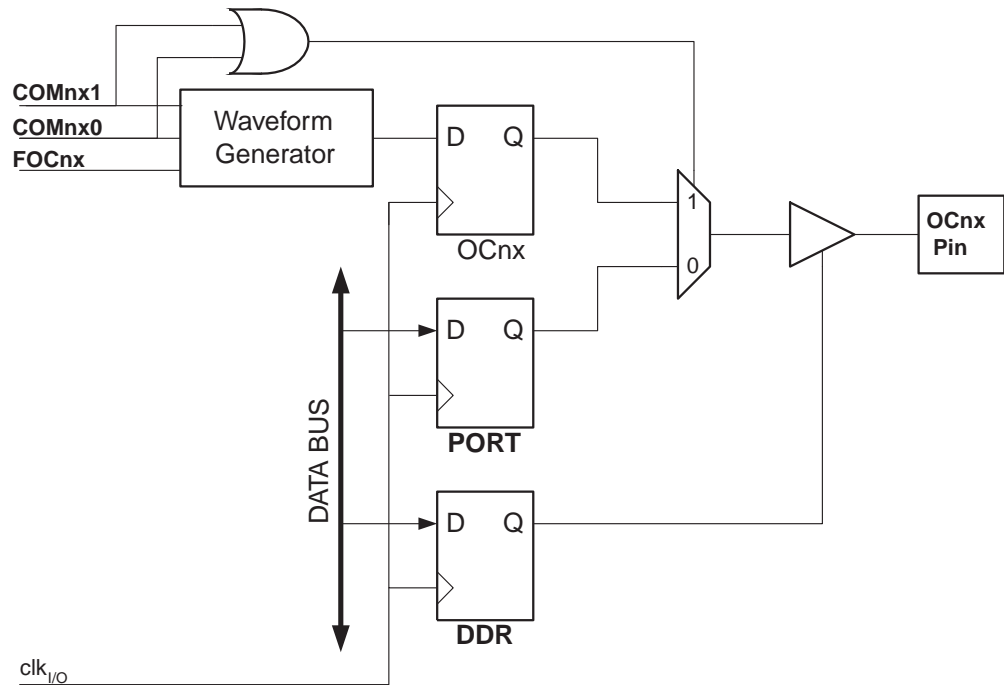 COMnx1
COMnx0
FOCnx
Waveform
Generator
D Q
OCnx
1
0
OCnx
Pin
D Q
PORT
DATA BUS
D Q
DDR
clkI/O